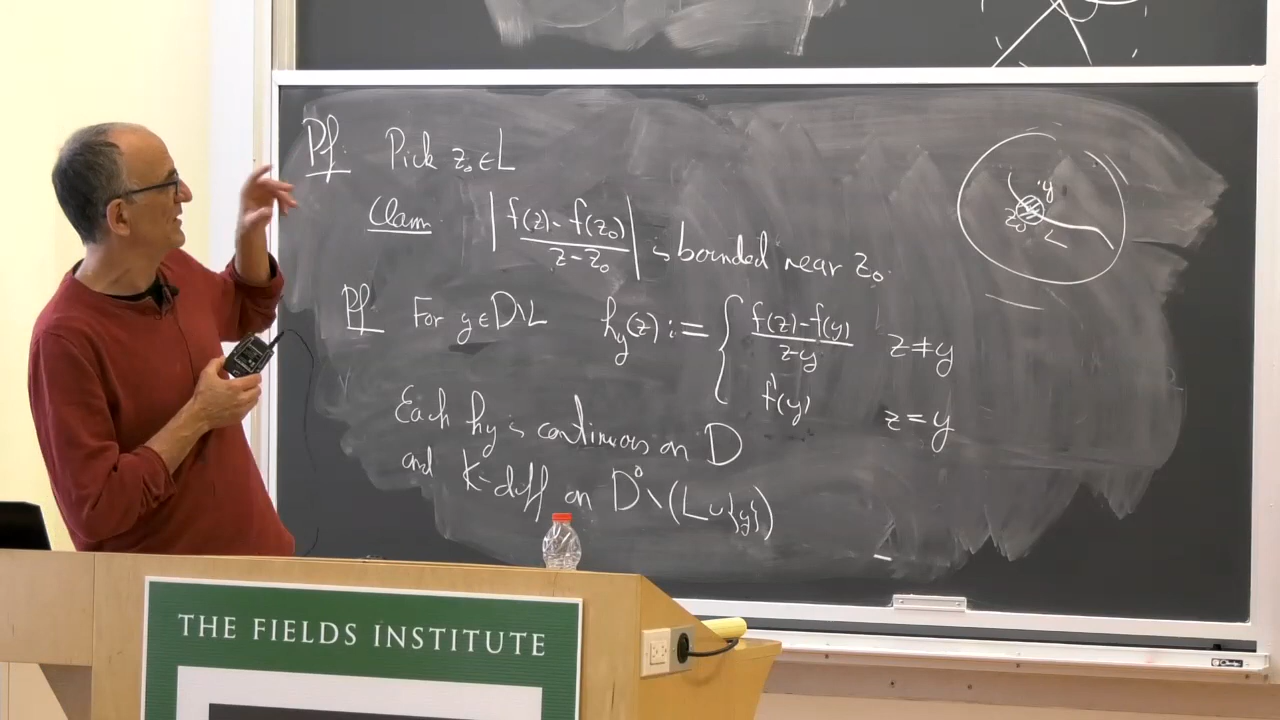 Pf: Pick z₀ ∈ L
Claim | (f(z) - f(z₀)) / (z - z₀) | is bounded near z₀.
Pf For y ∈ D\L h_y(z) := { (f(z) - f(y)) / (z - y) z ≠ y
f'(y) z = y
Each h_y is continuous on D
and K-diff on D° \ (L ∪ {y})
y
z₀
L
THE FIELDS INSTITUTE